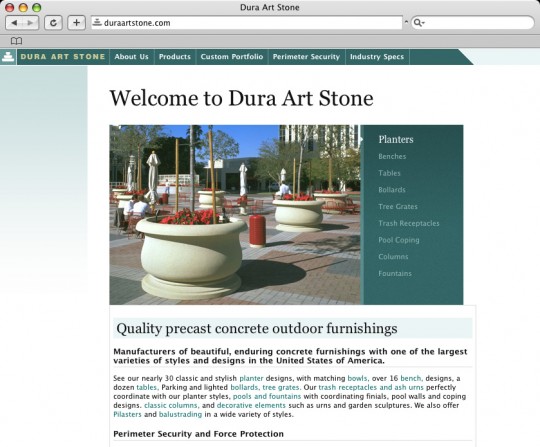 Dura Art Stone
duraartstone.com
Q-
DURA ART STONE About Us Products Custom Portfolio Perimeter Security Industry Specs
Welcome to Dura Art Stone
Planters
Benches
Tables
Bollards
Tree Grates
Trash Receptacles
Pool Coping
Columns
Fountains
Quality precast concrete outdoor furnishings
Manufacturers of beautiful, enduring concrete furnishings with one of the largest
varieties of styles and designs in the United States of America.
See our nearly 30 classic and stylish planter designs, with matching bowls, over 16 bench, designs, a
dozen tables, Parking and lighted bollards, tree grates. Our trash receptacles and ash urns perfectly
coordinate with our planter styles, pools and fountains with coordinating finials, pool walls and coping
designs. classic columns, and decorative elements such as urns and garden sculptures. We also offer
Pilasters and balustrading in a wide variety of styles.
Perimeter Security and Force Protection